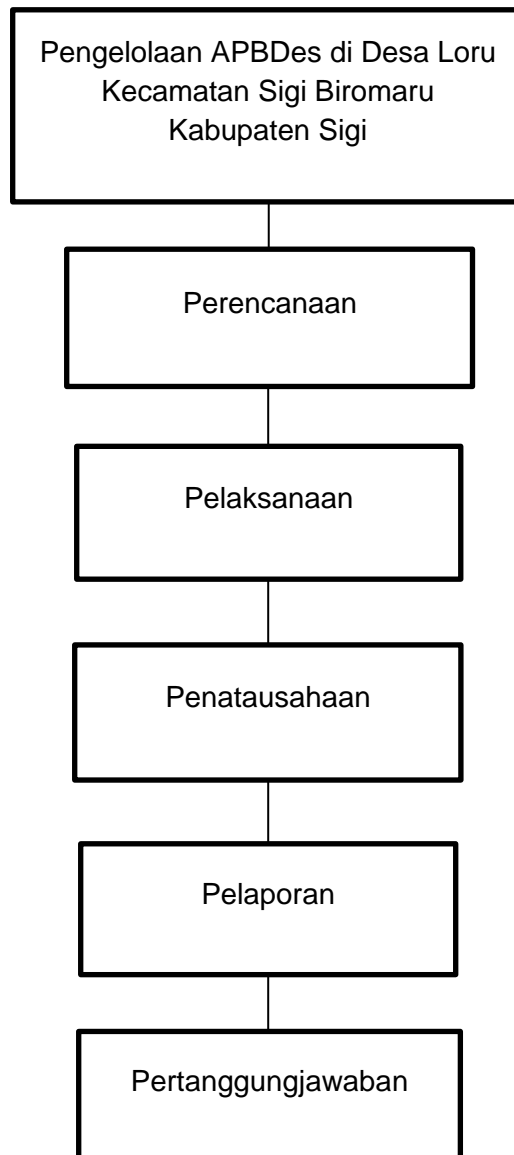 Pengelolaan APBDes di Desa Loru
Kecamatan Sigi Biromaru
Kabupaten Sigi
Perencanaan
Pelaksanaan
Penatausahaan
Pelaporan
Pertanggungjawaban